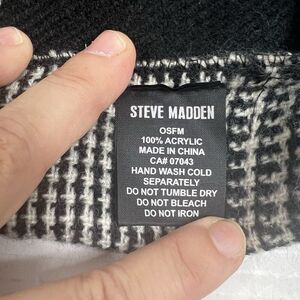 STEVE MADDEN
OSFM
100% ACRYLIC
MADE IN CHINA
CA# 07043
HAND WASH COLD
SEPARATELY
DO NOT TUMBLE DRY
DO NOT BLEACH
DO NOT IRON